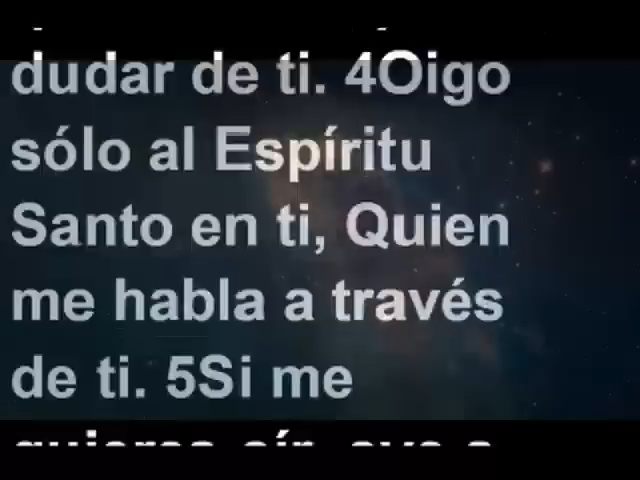 dudar de ti. 4Oigo
sólo al Espíritu
Santo en ti, Quien
me habla a través
de ti. 5Si me